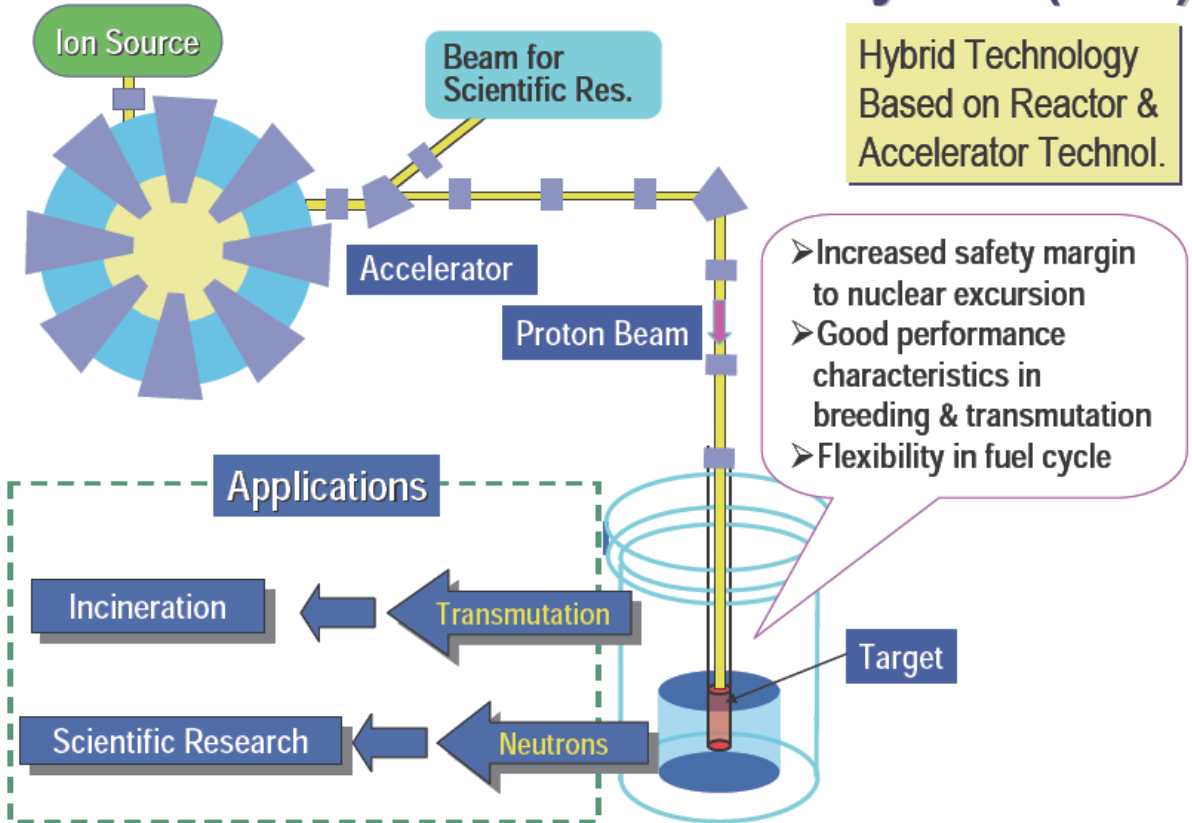 Ion Source
Beam for
Scientific Res.
Hybrid Technology
Based on Reactor &
Accelerator Technol.
Accelerator
Proton Beam
➢Increased safety margin
to nuclear excursion
➢Good performance
characteristics in
breeding & transmutation
➢Flexibility in fuel cycle
Applications
Incineration
Transmutation
Target
Scientific Research
Neutrons